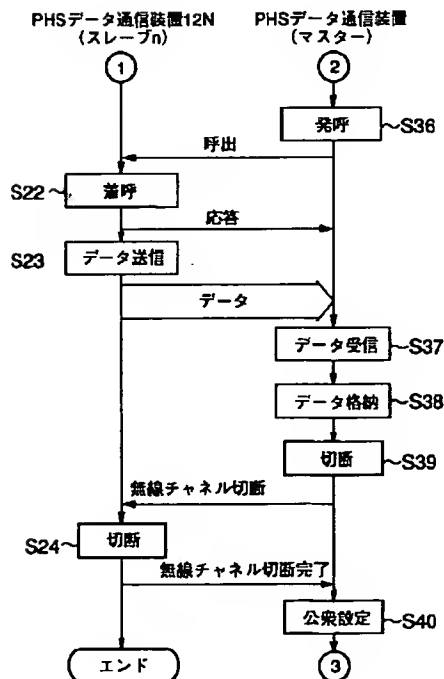 PHSデータ通信装置12N
(スレーブn)
PHSデータ通信装置
(マスター)
1
2
発呼
S36
呼出
S22
着呼
応答
S23
データ送信
データ
データ受信
S37
データ格納
S38
切断
S39
無線チャネル切断
S24
切断
無線チャネル切断完了
公衆設定
S40
エンド
3